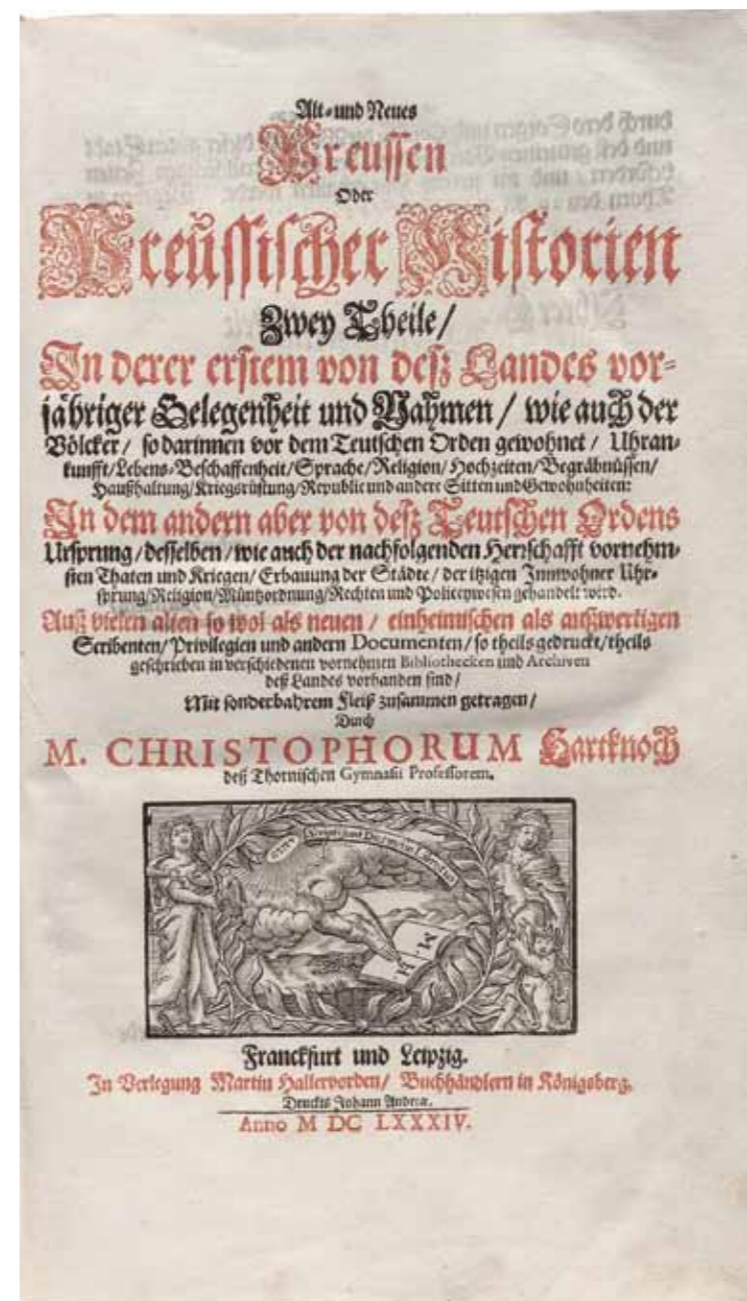 Alt- und Neues
Preussen
Oder
Preussischer Historien
Zwey Theile/
In derer erstem von deß Landes vor-
jähriger Gelegenheit und Nahmen/ wie auch der
Völcker/ so darinnen vor dem Teutschen Orden gewohnet/ Uhran-
kunfft/ Lebens-Beschaffenheit/ Sprache/ Religion/ Hochzeiten/ Begräbnüssen/
Haußhaltung/ Kriegsrüstung/ Republic und andere Sitten und Gewohnheiten:
In dem andern aber von deß Teutschen Ordens
Ursprung/ desselben/ wie auch der nachfolgenden Herrschafft vornehm-
sten Thaten und Kriegen/ Erbauung der Städte/ der itzigen Innwohner Uhr-
sprung/ Religion/ Müntzordnung/ Rechten und Policeywesen gehandelt wird.
Auß vielen alten so wol als neuen/ einheimischen als außwertigen
Scribenten/ Privilegien und andern Documenten/ so theils gedruckt/ theils
geschrieben in verschiedenen vornehmen Bibliothecken und Archiven
deß Landes vorhanden sind/
Mit sonderbahrem Fleiß zusammen getragen/
Durch
M. CHRISTOPHORUM Hartknoch
deß Thornischen Gymnasii Professorem.
M H
Franckfurt und Leipzig.
In Verlegung Martin Hallervorden/ Buchhändlern in Königsberg,
Druckts Johann Andreæ.
Anno M DC LXXXIV.